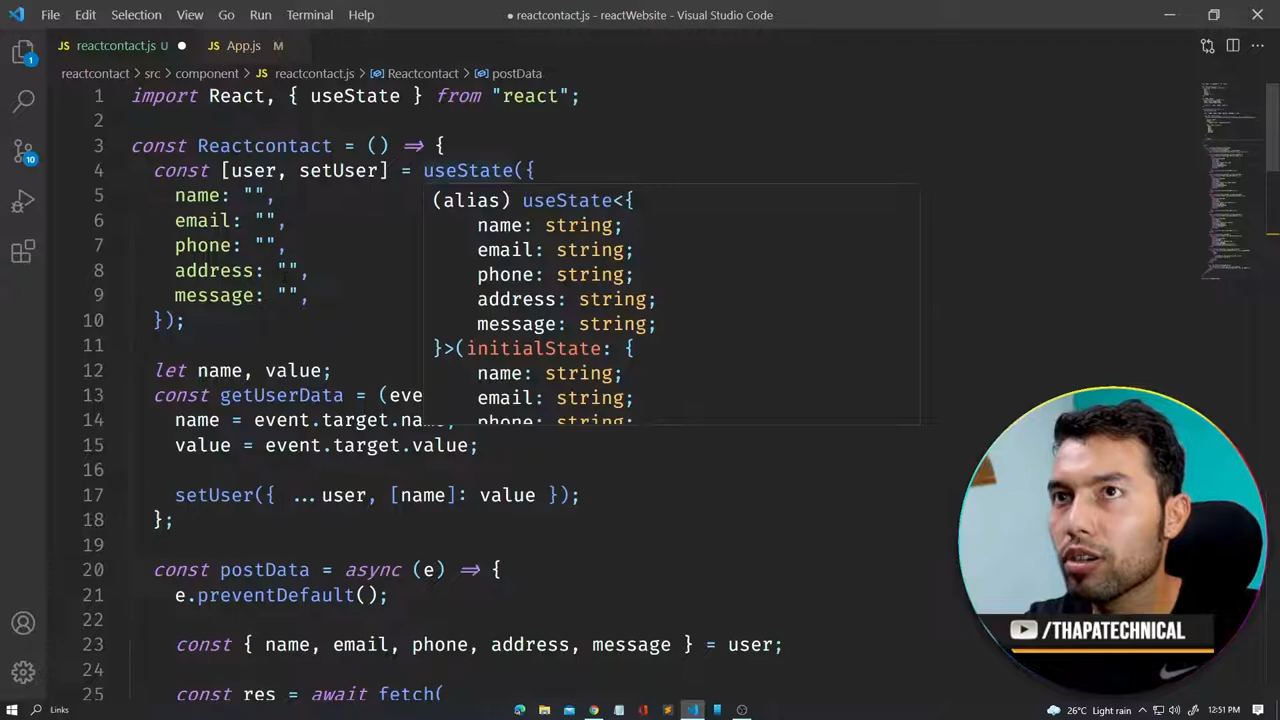 File Edit Selection View Go Run Terminal Help
● reactcontact.js - reactWebsite - Visual Studio Code
JS reactcontact.js U ● JS App.js M
reactcontact > src > component > JS reactcontact.js > Reactcontact > postData
1 import React, { useState } from "react";
2
3 const Reactcontact = () => {
4 const [user, setUser] = useState({
5 name: "",
6 email: "",
7 phone: "",
8 address: "",
9 message: "",
10 });
11
12 let name, value;
13 const getUserData = (eve
14 name = event.target.name;
15 value = event.target.value;
16
17 setUser({ ...user, [name]: value });
18 };
19
20 const postData = async (e) => {
21 e.preventDefault();
22
23 const { name, email, phone, address, message } = user;
24
25 const res = await fetch(
(alias) useState<{
name: string;
email: string;
phone: string;
address: string;
message: string;
}>(initialState: {
name: string;
email: string;
phone: string;
1
10
/THAPATECHNICAL
Links
26°C Light rain
12:51 PM